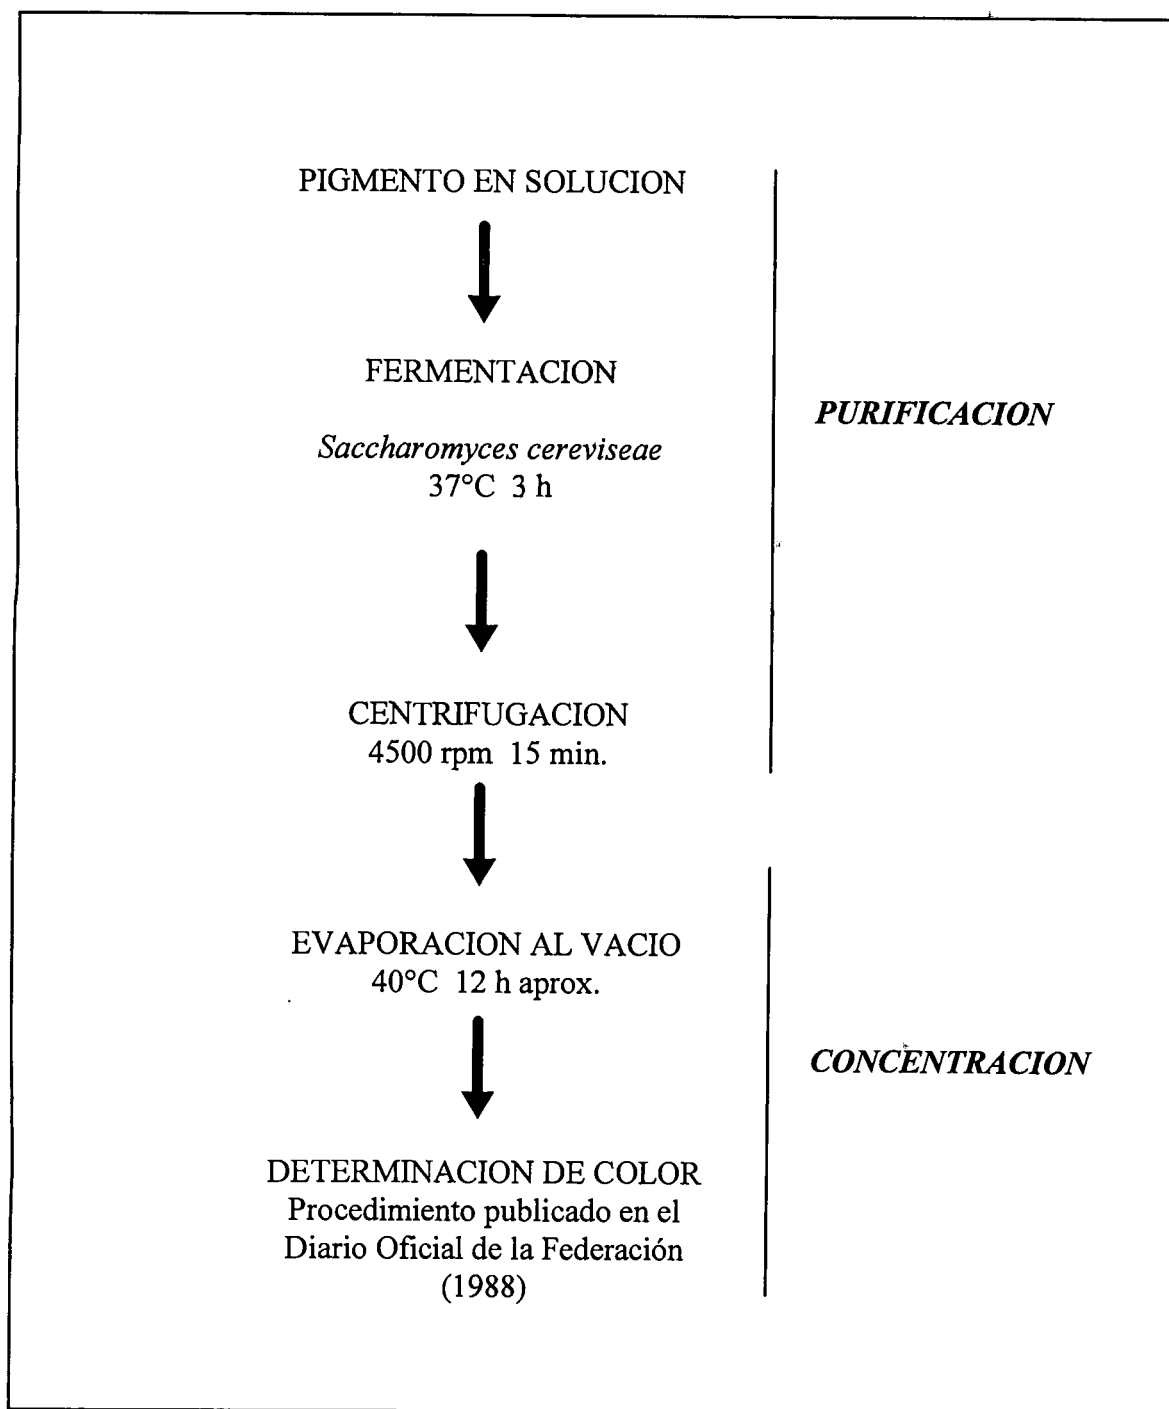 PIGMENTO EN SOLUCION
FERMENTACION
Saccharomyces cereviseae
37°C 3 h
CENTRIFUGACION
4500 rpm 15 min.
PURIFICACION
EVAPORACION AL VACIO
40°C 12 h aprox.
DETERMINACION DE COLOR
Procedimiento publicado en el
Diario Oficial de la Federación
(1988)
CONCENTRACION